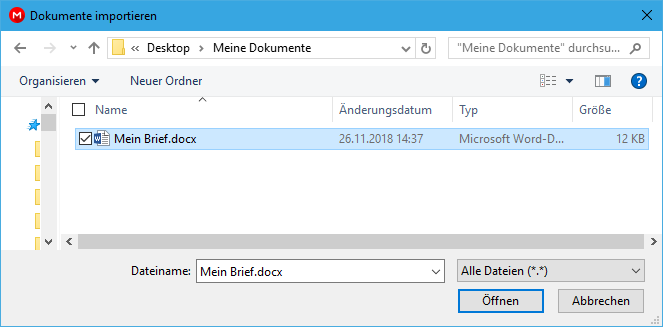 Dokumente importieren
« Desktop › Meine Dokumente
"Meine Dokumente" durchsu...
Organisieren
Neuer Ordner
Name
Änderungsdatum
Typ
Größe
Mein Brief.docx
26.11.2018 14:37
Microsoft Word-D...
12 KB
Dateiname:
Mein Brief.docx
Alle Dateien (*.*)
Öffnen
Abbrechen